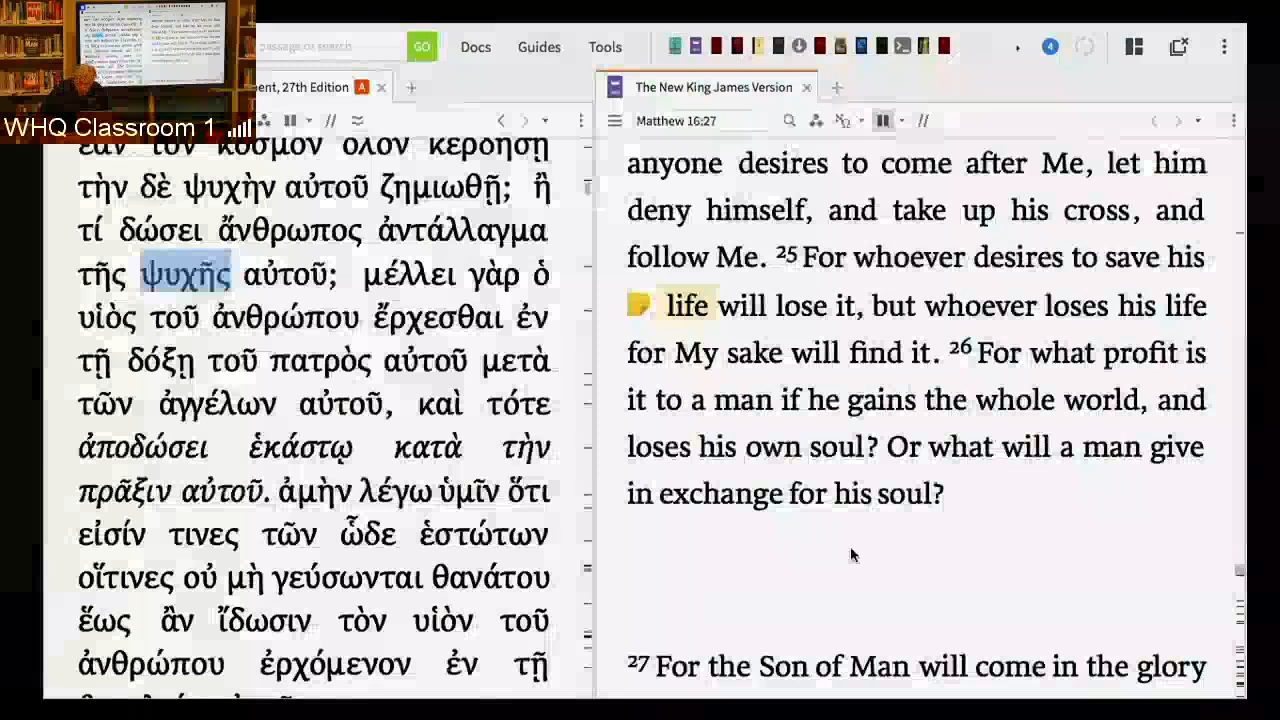 WHQ Classroom 1
passage or search
GO
Docs
Guides
Tools
4
ent, 27th Edition
A
The New King James Version
Matthew 16:27
ἐὰν τὸν κόσμον ὅλον κερδήσῃ
τὴν δὲ ψυχὴν αὐτοῦ ζημιωθῇ; ἢ
τί δώσει ἄνθρωπος ἀντάλλαγμα
τῆς ψυχῆς αὐτοῦ; μέλλει γὰρ ὁ
υἱὸς τοῦ ἀνθρώπου ἔρχεσθαι ἐν
τῇ δόξῃ τοῦ πατρὸς αὐτοῦ μετὰ
τῶν ἀγγέλων αὐτοῦ, καὶ τότε
ἀποδώσει ἑκάστῳ κατὰ τὴν
πρᾶξιν αὐτοῦ. ἀμὴν λέγω ὑμῖν ὅτι
εἰσίν τινες τῶν ὧδε ἑστώτων
οἵτινες οὐ μὴ γεύσωνται θανάτου
ἕως ἂν ἴδωσιν τὸν υἱὸν τοῦ
ἀνθρώπου ἐρχόμενον ἐν τῇ
anyone desires to come after Me, let him
deny himself, and take up his cross, and
follow Me. 25 For whoever desires to save his
life will lose it, but whoever loses his life
for My sake will find it. 26 For what profit is
it to a man if he gains the whole world, and
loses his own soul? Or what will a man give
in exchange for his soul?
27 For the Son of Man will come in the glory